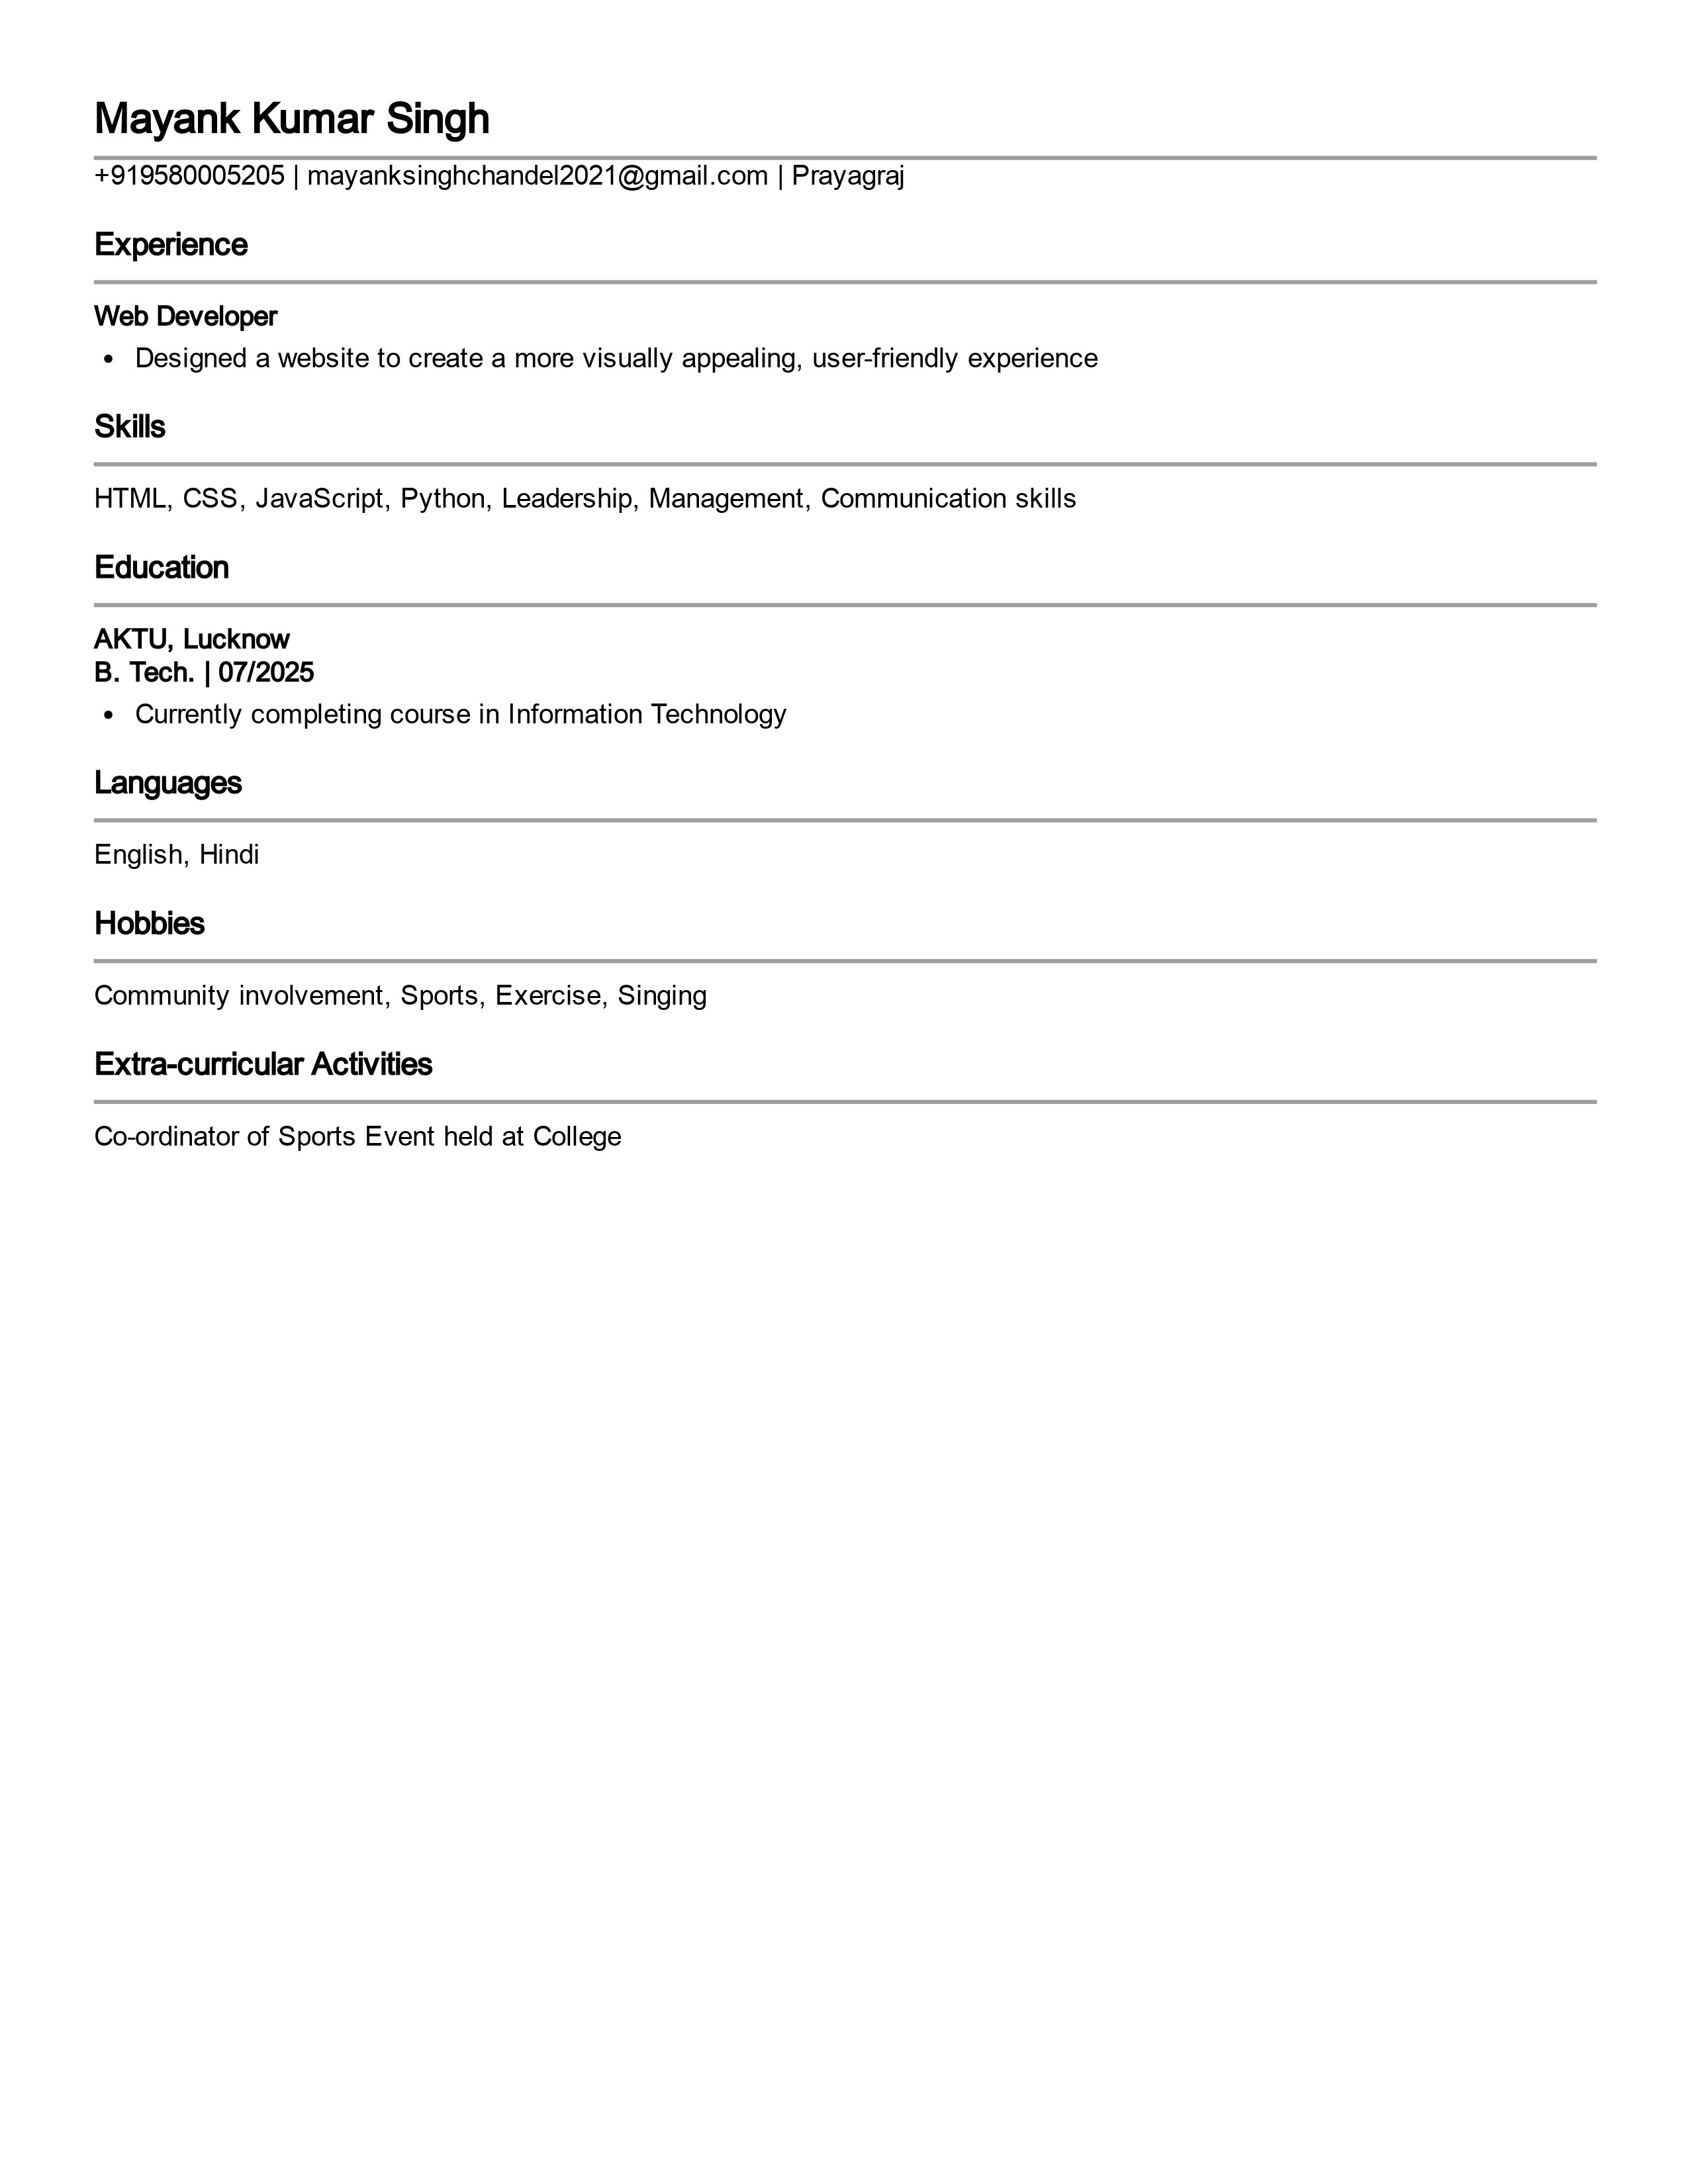 Mayank Kumar Singh
+919580005205 | mayanksinghchandel2021@gmail.com | Prayagraj
Experience
Web Developer
• Designed a website to create a more visually appealing, user-friendly experience
Skills
HTML, CSS, JavaScript, Python, Leadership, Management, Communication skills
Education
AKTU, Lucknow
B. Tech. | 07/2025
• Currently completing course in Information Technology
Languages
English, Hindi
Hobbies
Community involvement, Sports, Exercise, Singing
Extra-curricular Activities
Co-ordinator of Sports Event held at College